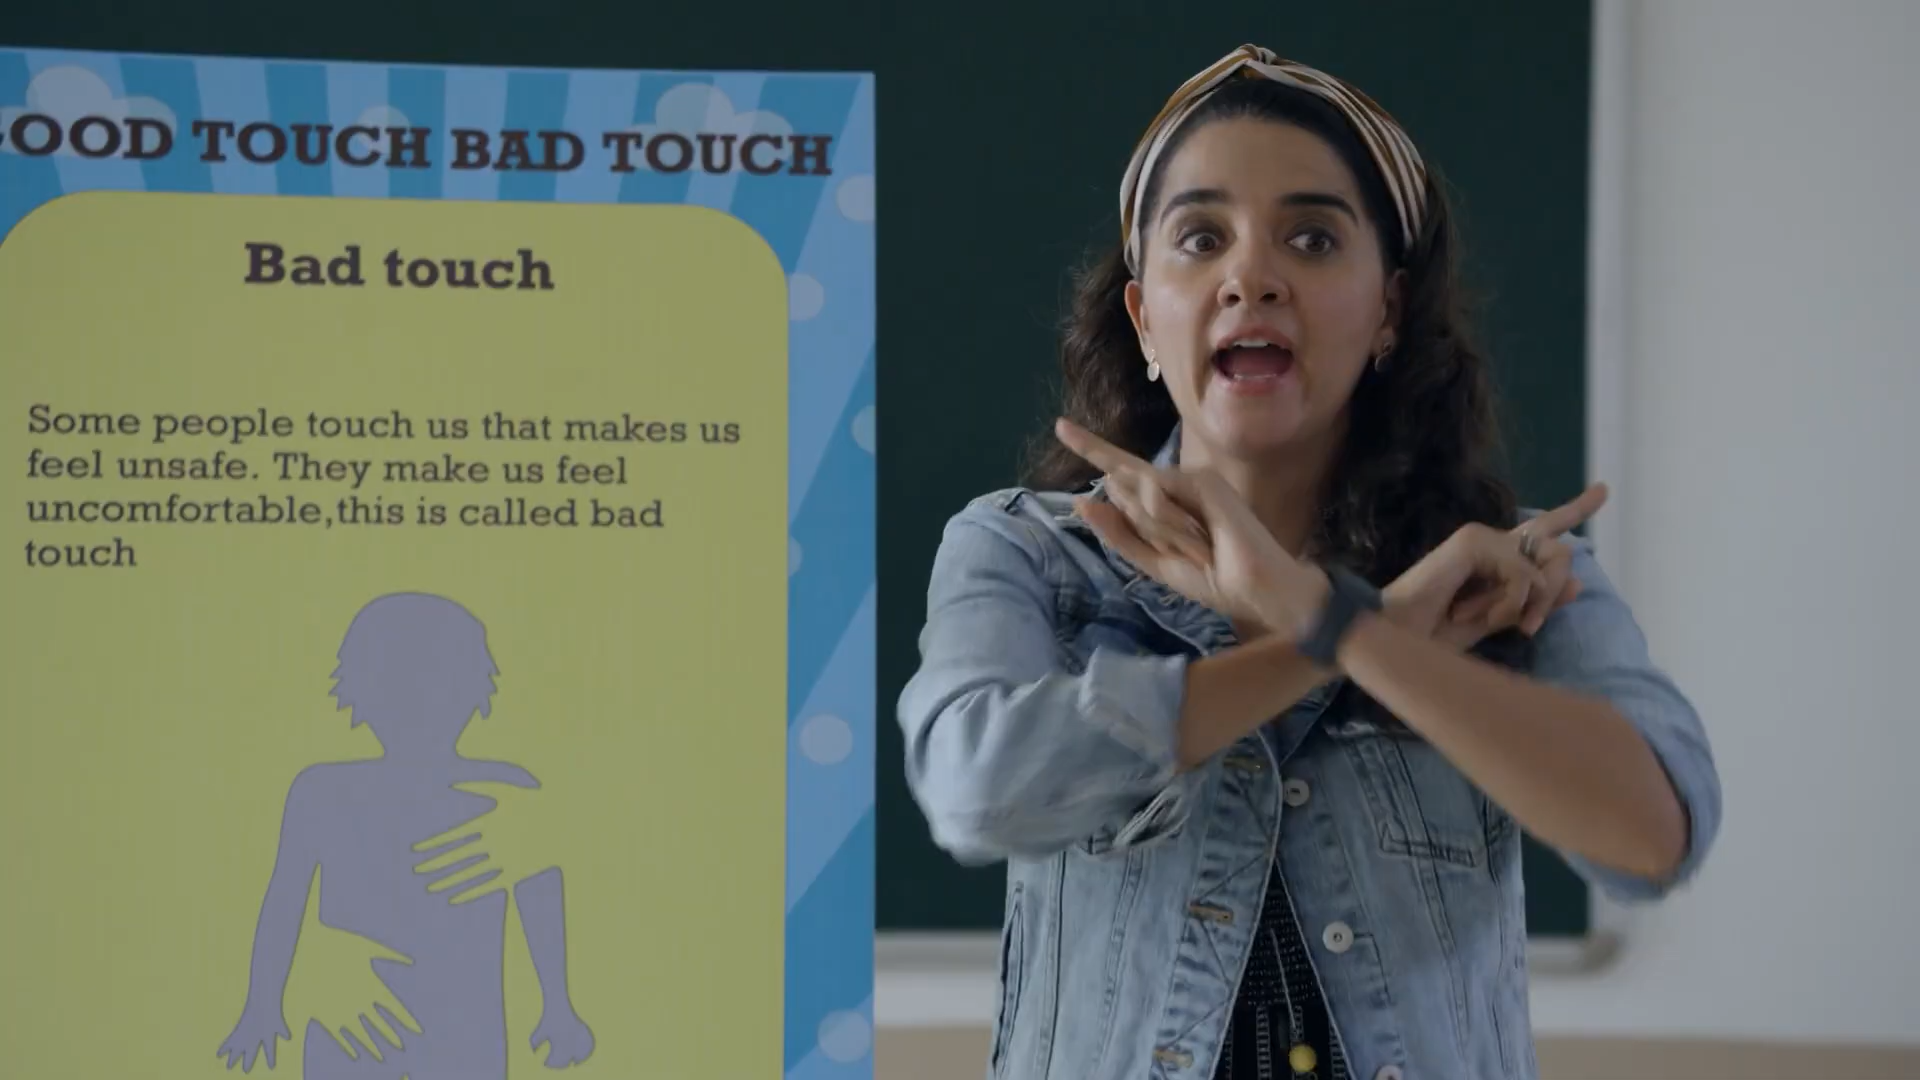 GOOD TOUCH BAD TOUCH
Bad touch
Some people touch us that makes us
feel unsafe. They make us feel
uncomfortable,this is called bad
touch